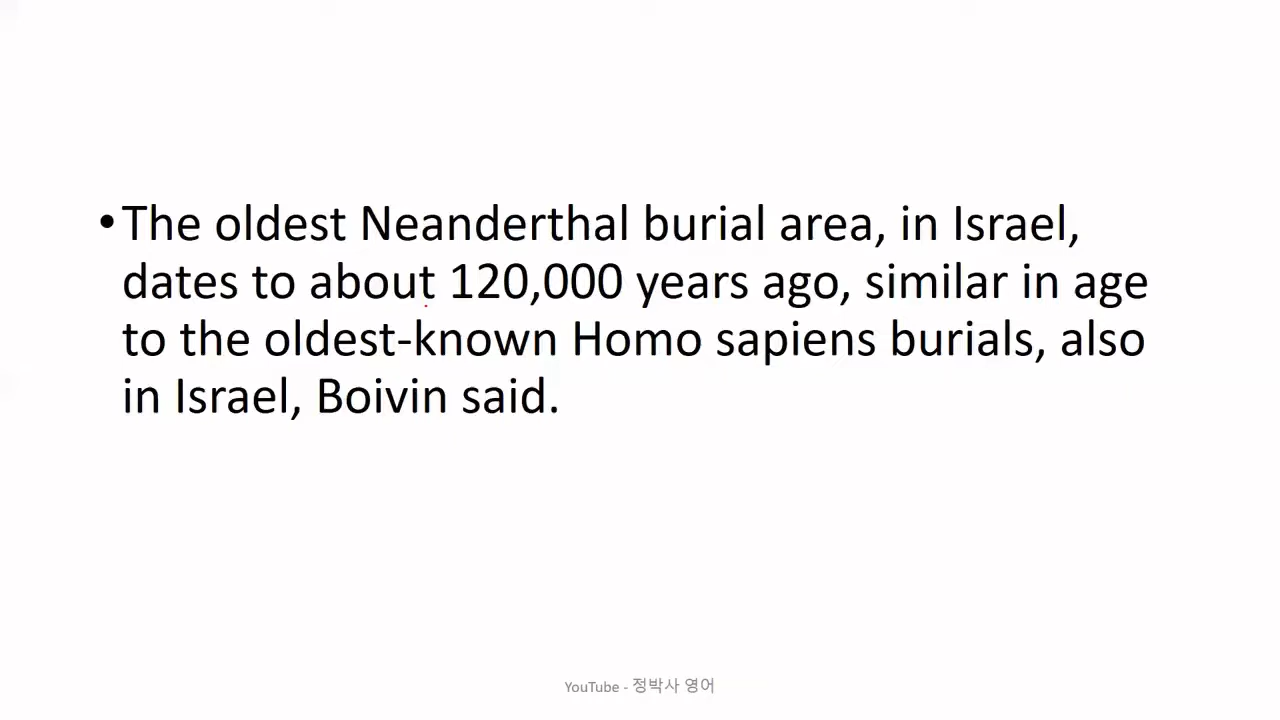 •The oldest Neanderthal burial area, in Israel,
dates to about 120,000 years ago, similar in age
to the oldest-known Homo sapiens burials, also
in Israel, Boivin said.
YouTube - 정박사 영어